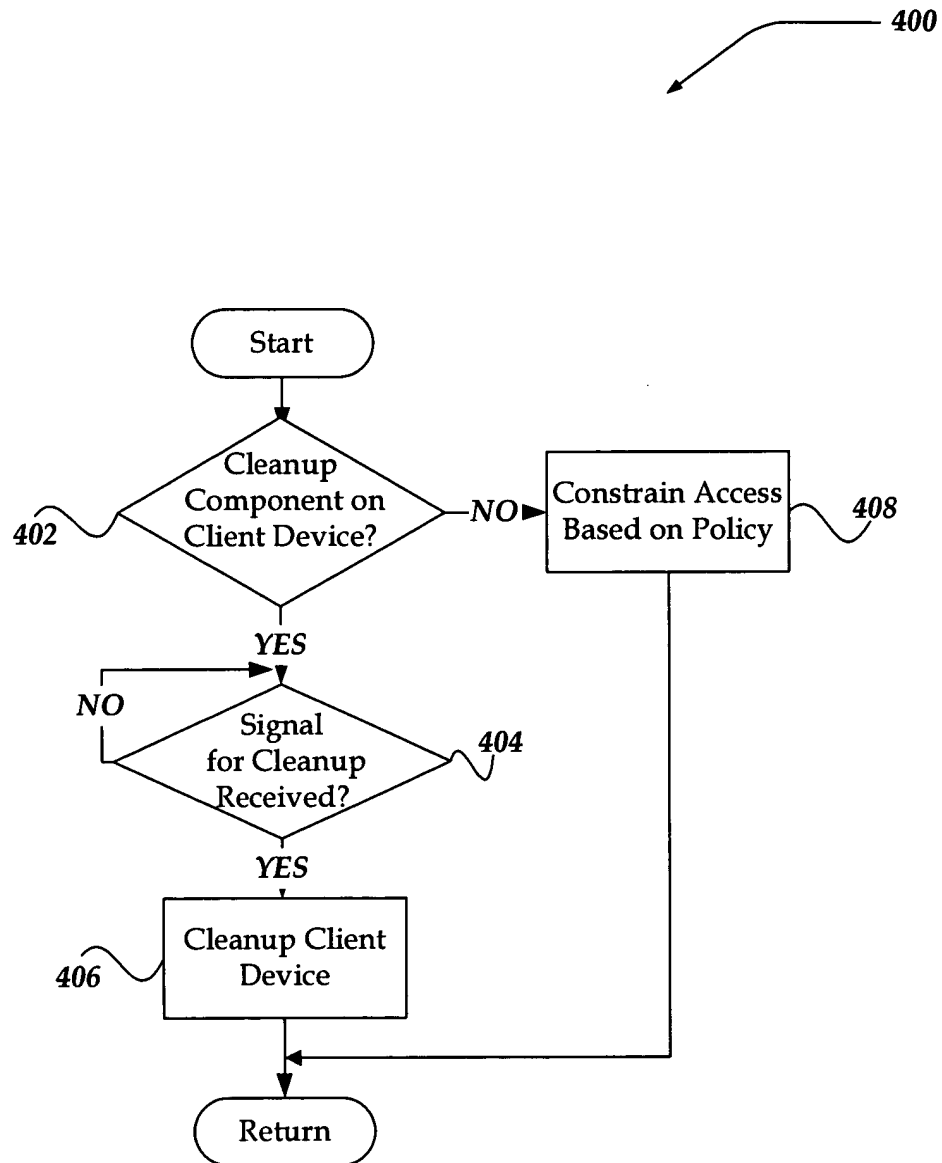 400
Start
Cleanup
Component on
Client Device?
402
NO
Constrain Access
Based on Policy
408
YES
NO
Signal
for Cleanup
Received?
404
YES
Cleanup Client
Device
406
Return